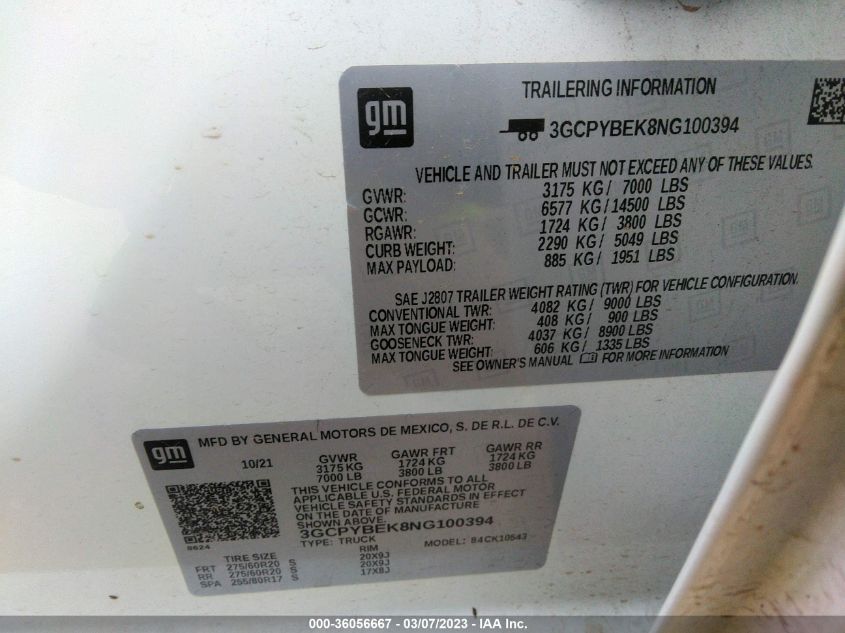 gm
TRAILERING INFORMATION
3GCPYBEK8NG100394
VEHICLE AND TRAILER MUST NOT EXCEED ANY OF THESE VALUES.
GVWR: 3175 KG/ 7000 LBS
GCWR: 6577 KG/14500 LBS
RGAWR: 1724 KG/ 3800 LBS
CURB WEIGHT: 2290 KG/ 5049 LBS
MAX PAYLOAD: 885 KG/ 1951 LBS
SAE J2807 TRAILER WEIGHT RATING (TWR) FOR VEHICLE CONFIGURATION.
CONVENTIONAL TWR: 4082 KG/ 9000 LBS
MAX TONGUE WEIGHT: 408 KG/ 900 LBS
GOOSENECK TWR: 4037 KG/ 8900 LBS
MAX TONGUE WEIGHT: 606 KG/ 1335 LBS
SEE OWNER'S MANUAL FOR MORE INFORMATION
gm
MFD BY GENERAL MOTORS DE MEXICO, S. DE R.L. DE C.V.
10/21 GVWR GAWR FRT GAWR RR
3175 KG 1724 KG 1724 KG
7000 LB 3800 LB 3800 LB
THIS VEHICLE CONFORMS TO ALL
APPLICABLE U.S. FEDERAL MOTOR
VEHICLE SAFETY STANDARDS IN EFFECT
ON THE DATE OF MANUFACTURE
SHOWN ABOVE.
3GCPYBEK8NG100394
8624 TYPE: TRUCK MODEL: 84CK10543
TIRE SIZE RIM
FRT 275/60R20 S 20X9J
RR 275/60R20 S 20X9J
SPA 255/80R17 S 17X8J
000-36056667 - 03/07/2023 - IAA Inc.